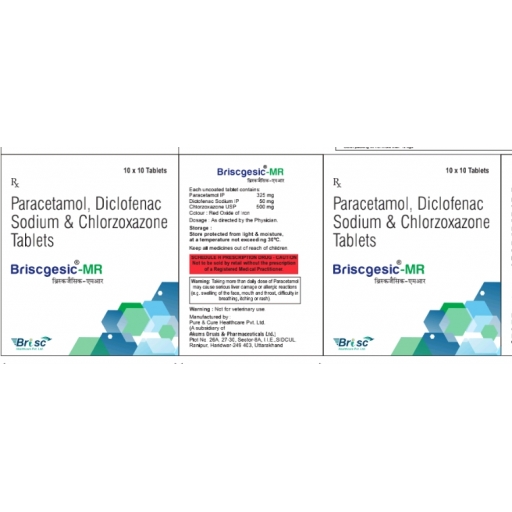 10 x 10 Tablets
Rx
Paracetamol, Diclofenac
Sodium & Chlorzoxazone
Tablets
Briscgesic®-MR
ब्रिस्कजैसिक-एमआर
Brisc
Briscgesic®-MR
ब्रिस्कजैसिक-एमआर
Each uncoated tablet contains:
Paracetamol IP 325 mg
Diclofenac Sodium IP 50 mg
Chlorzoxazone USP 500 mg
Colour : Red Oxide of Iron
Dosage : As directed by the Physician.
Storage :
Store protected from light & moisture,
at a temperature not exceeding 30°C.
Keep all medicines out of reach of children
SCHEDULE H PRESCRIPTION DRUG - CAUTION
Not to be sold by retail without the prescription
of a Registered Medical Practitioner.
Warning: Taking more than daily dose of Paracetamol
may cause serious liver damage or allergic reactions
(e.g. swelling of the face, mouth and throat, difficulty in
breathing, itching or rash)
Warning : Not for veterinary use
Manufactured by:
Pure & Cure Healthcare Pvt. Ltd.
(A subsidiary of
Akums Drugs & Pharmaceuticals Ltd.)
Plot No. 26A, 27-30, Sector-8A, I.I.E., SIDCUL,
Ranipur, Haridwar-249 403, Uttarakhand
10 x 10 Tablets
Rx
Paracetamol, Diclofenac
Sodium & Chlorzoxazone
Tablets
Briscgesic®-MR
ब्रिस्कजैसिक-एमआर
Brisc